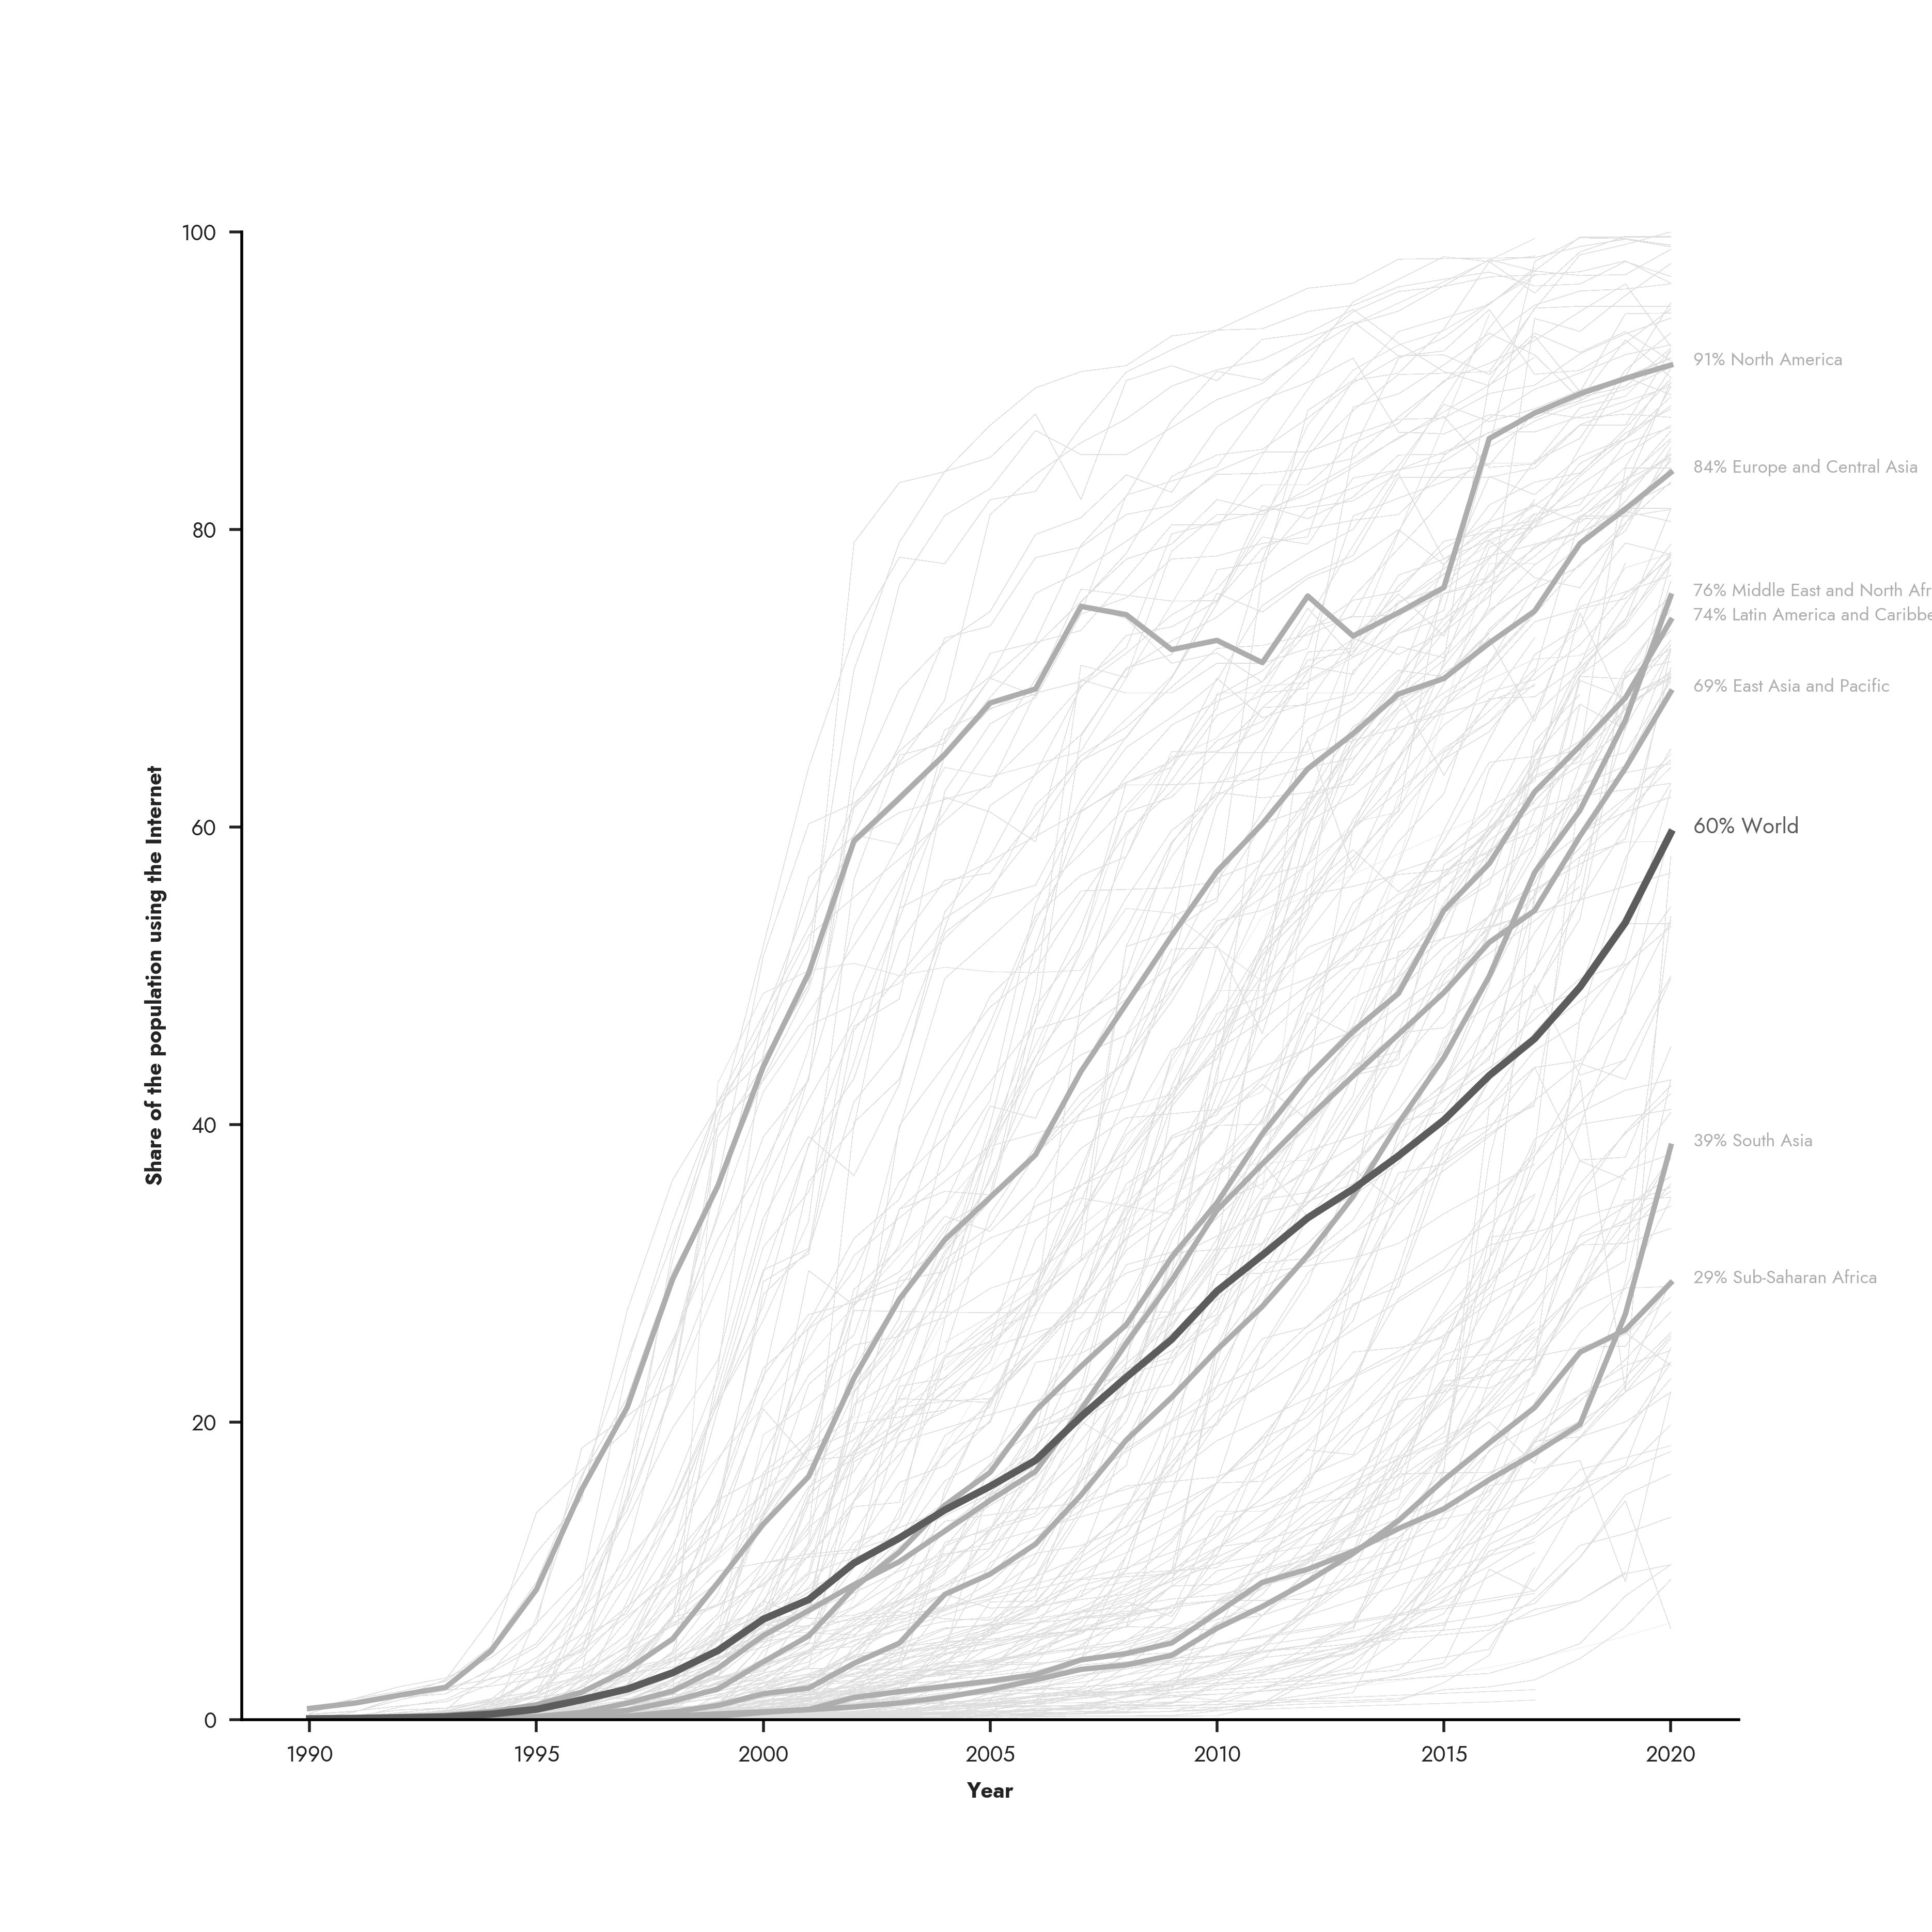 100
80
60
40
20
0
Share of the population using the Internet
1990 1995 2000 2005 2010 2015 2020
Year
91% North America
84% Europe and Central Asia
76% Middle East and North
74% Latin America and
69% East Asia and Pacific
60% World
39% South Asia
29% Sub-Saharan Africa